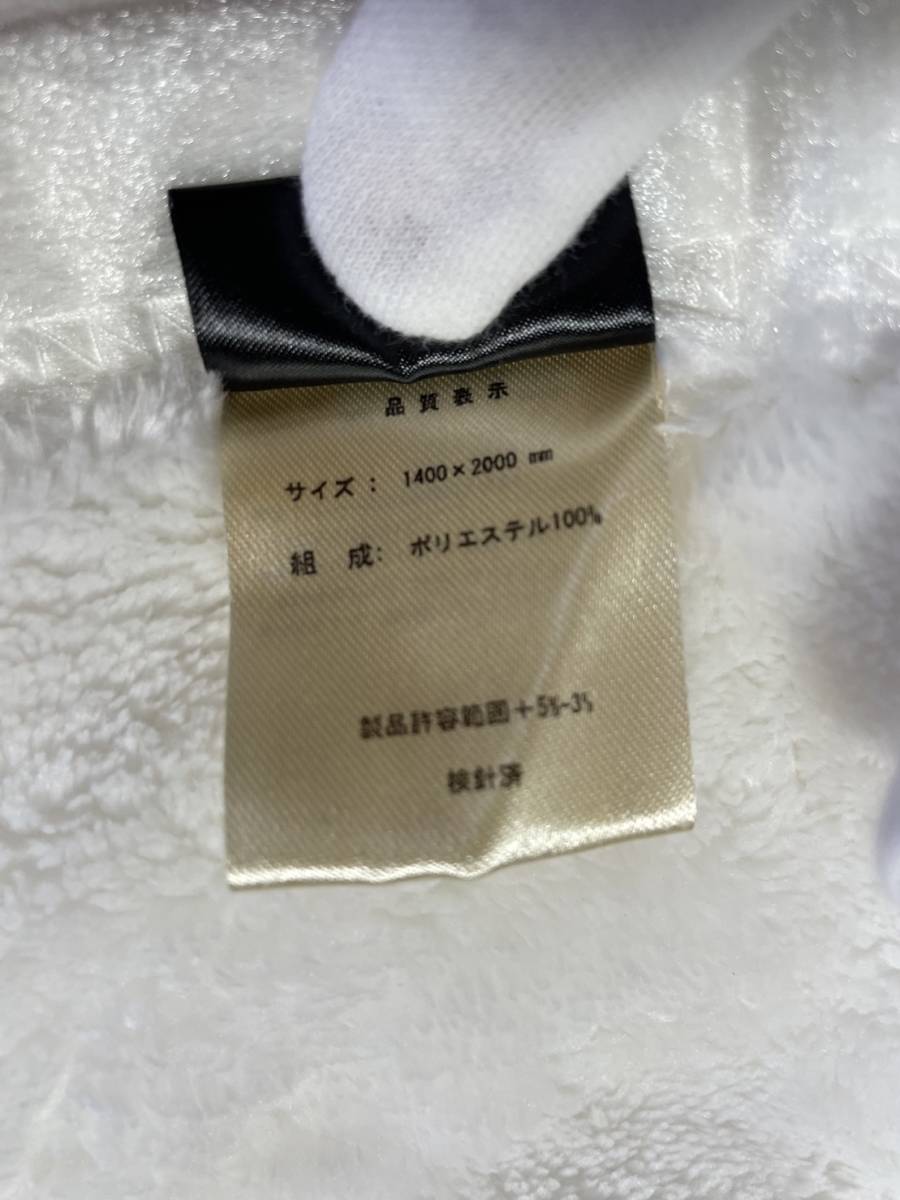 品質表示
サイズ： 1400×2000 mm
組 成: ポリエステル100%
製品許容範囲+5%-3%
検針済